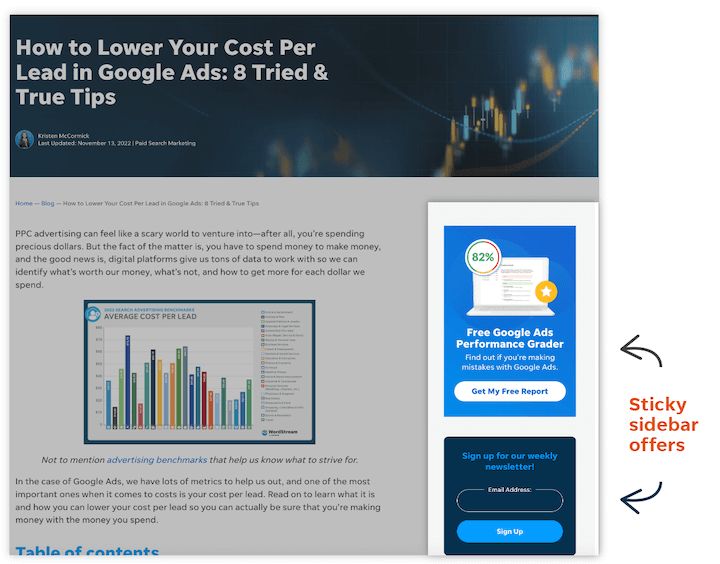 How to Lower Your Cost Per
Lead in Google Ads: 8 Tried &
True Tips
Kristen McCormick
Last Updated: November 13, 2022 | Paid Search Marketing
Home — Blog — How to Lower Your Cost Per Lead in Google Ads: 8 Tried & True Tips
PPC advertising can feel like a scary world to venture into—after all, you're spending
precious dollars. But the fact of the matter is, you have to spend money to make money,
and the good news is, digital platforms give us tons of data to work with so we can
identify what's worth our money, what's not, and how to get more for each dollar we
spend.
2022 SEARCH ADVERTISING BENCHMARKS
AVERAGE COST PER LEAD
WordStream
Not to mention advertising benchmarks that help us know what to strive for.
In the case of Google Ads, we have lots of metrics to help us out, and one of the most
important ones when it comes to costs is your cost per lead. Read on to learn what it is
and how you can lower your cost per lead so you can actually be sure that you're making
money with the money you spend.
Table of contents
82%
Free Google Ads
Performance Grader
Find out if you're making
mistakes with Google Ads.
Get My Free Report
Sign up for our weekly
newsletter!
Email Address:
Sign Up
Sticky
sidebar
offers